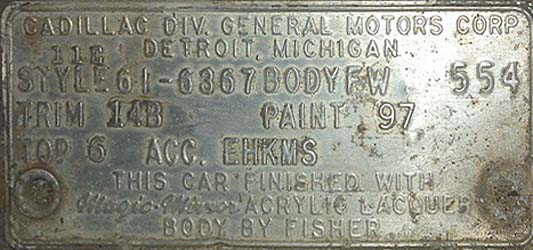 CADILLAC DIV. GENERAL MOTORS CORP
DETROIT, MICHIGAN
11E
STYLE 61-6367 BODY FW 554
TRIM 14B PAINT 97
TOP 6 ACC. EHKMS
THIS CAR FINISHED WITH
Magic-Mirror ACRYLIC LACQUER
BODY BY FISHER